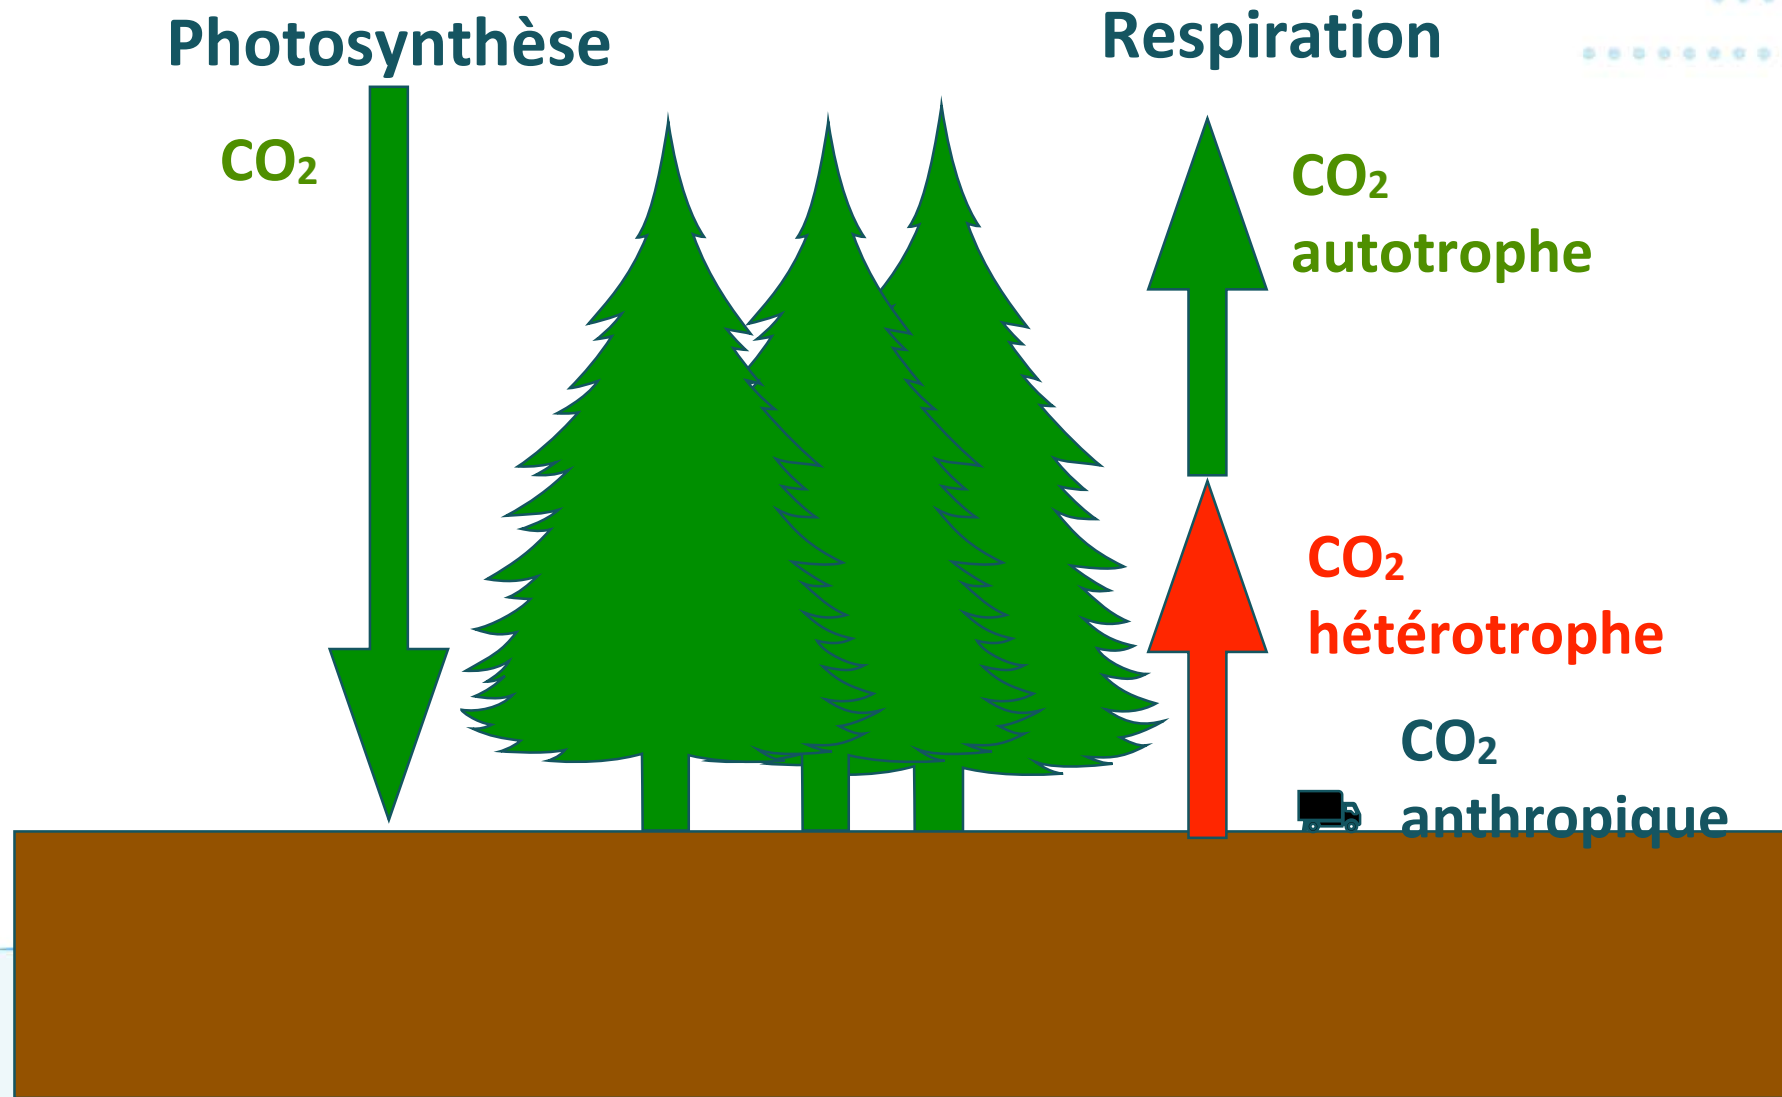 Photosynthèse
Respiration
CO₂
CO₂
autotrophe
CO₂
hétérotrophe
CO₂
anthropique